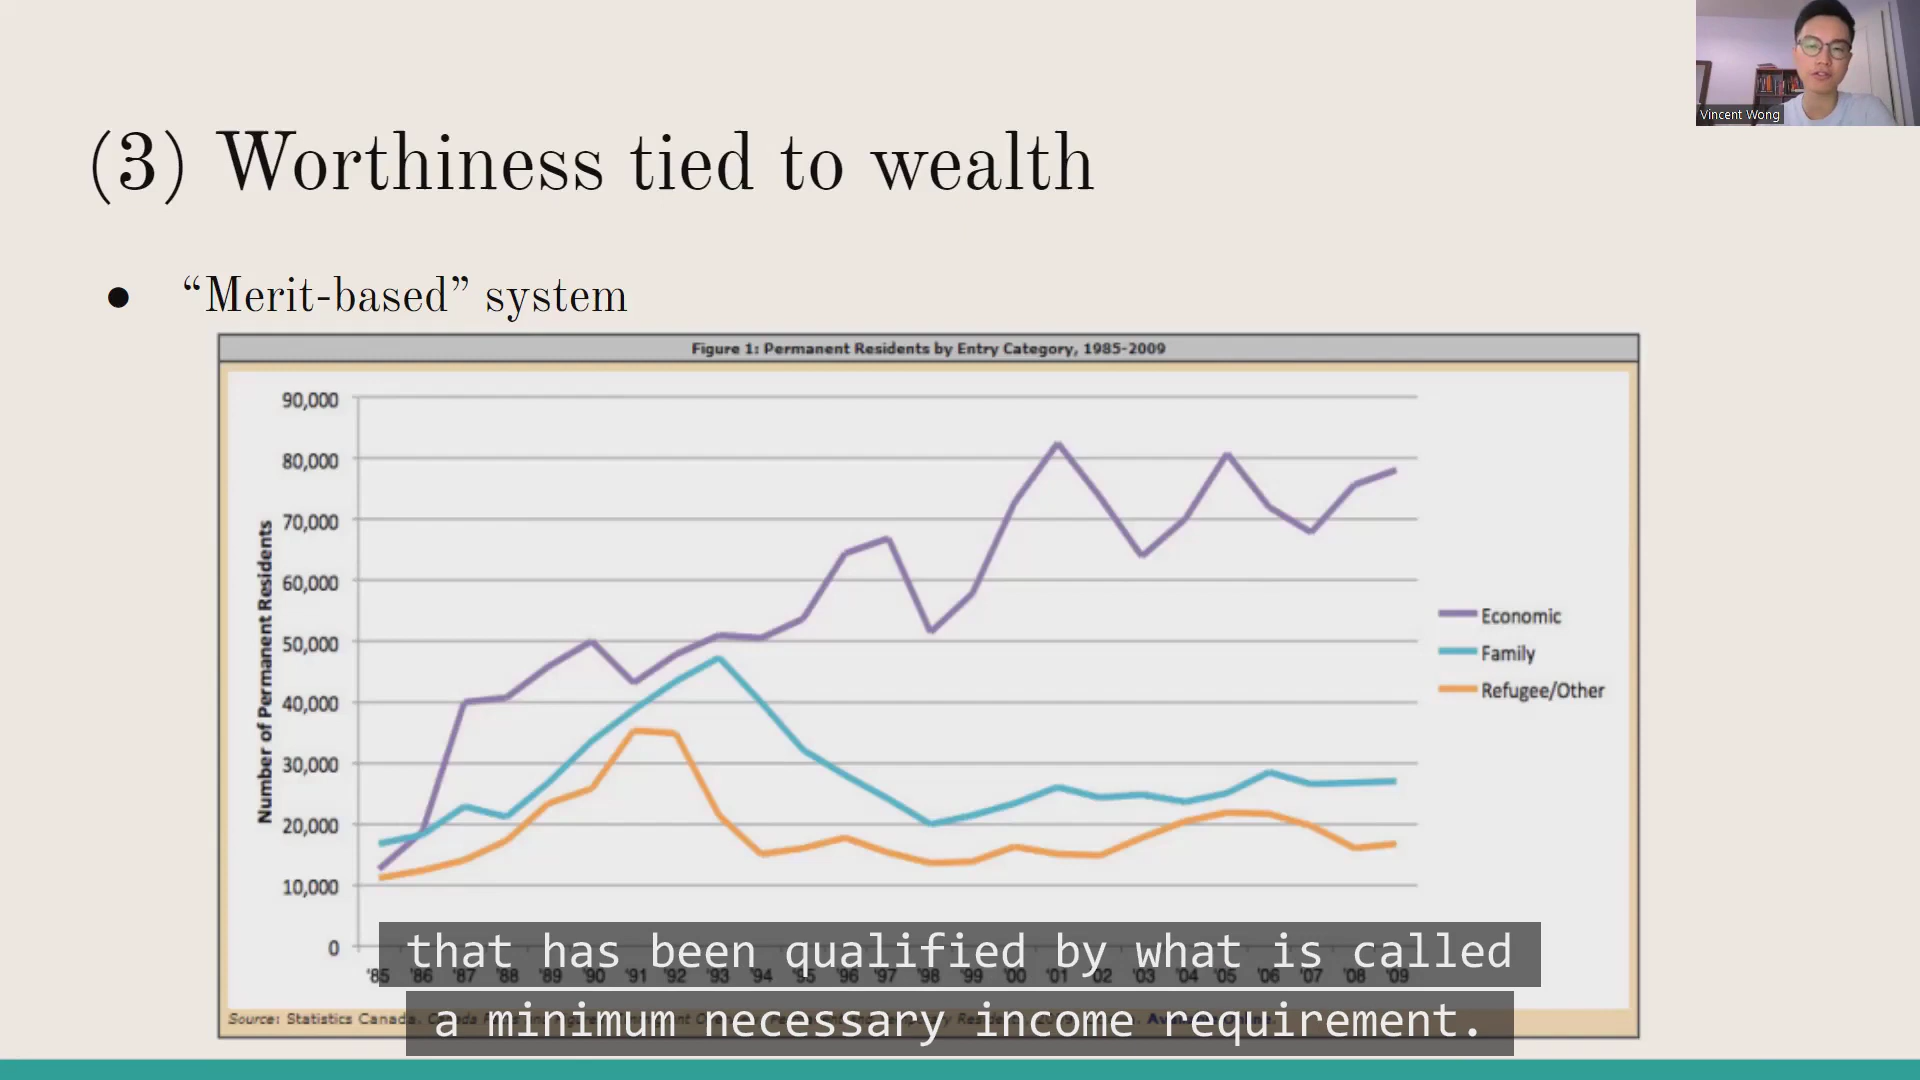 Vincent Wong
(3) Worthiness tied to wealth
● “Merit-based” system
Figure 1: Permanent Residents by Entry Category, 1985-2009
Number of Permanent Residents
90,000
80,000
70,000
60,000
50,000
40,000
30,000
20,000
10,000
0
Economic
Family
Refugee/Other
'85 '86 '87 '88 '89 '90 '91 '92 '93 '94 '95 '96 '97 '98 '99 '00 '01 '02 '03 '04 '05 '06 '07 '08 '09
Source: Statistics Canada.
that has been qualified by what is called
a minimum necessary income requirement.